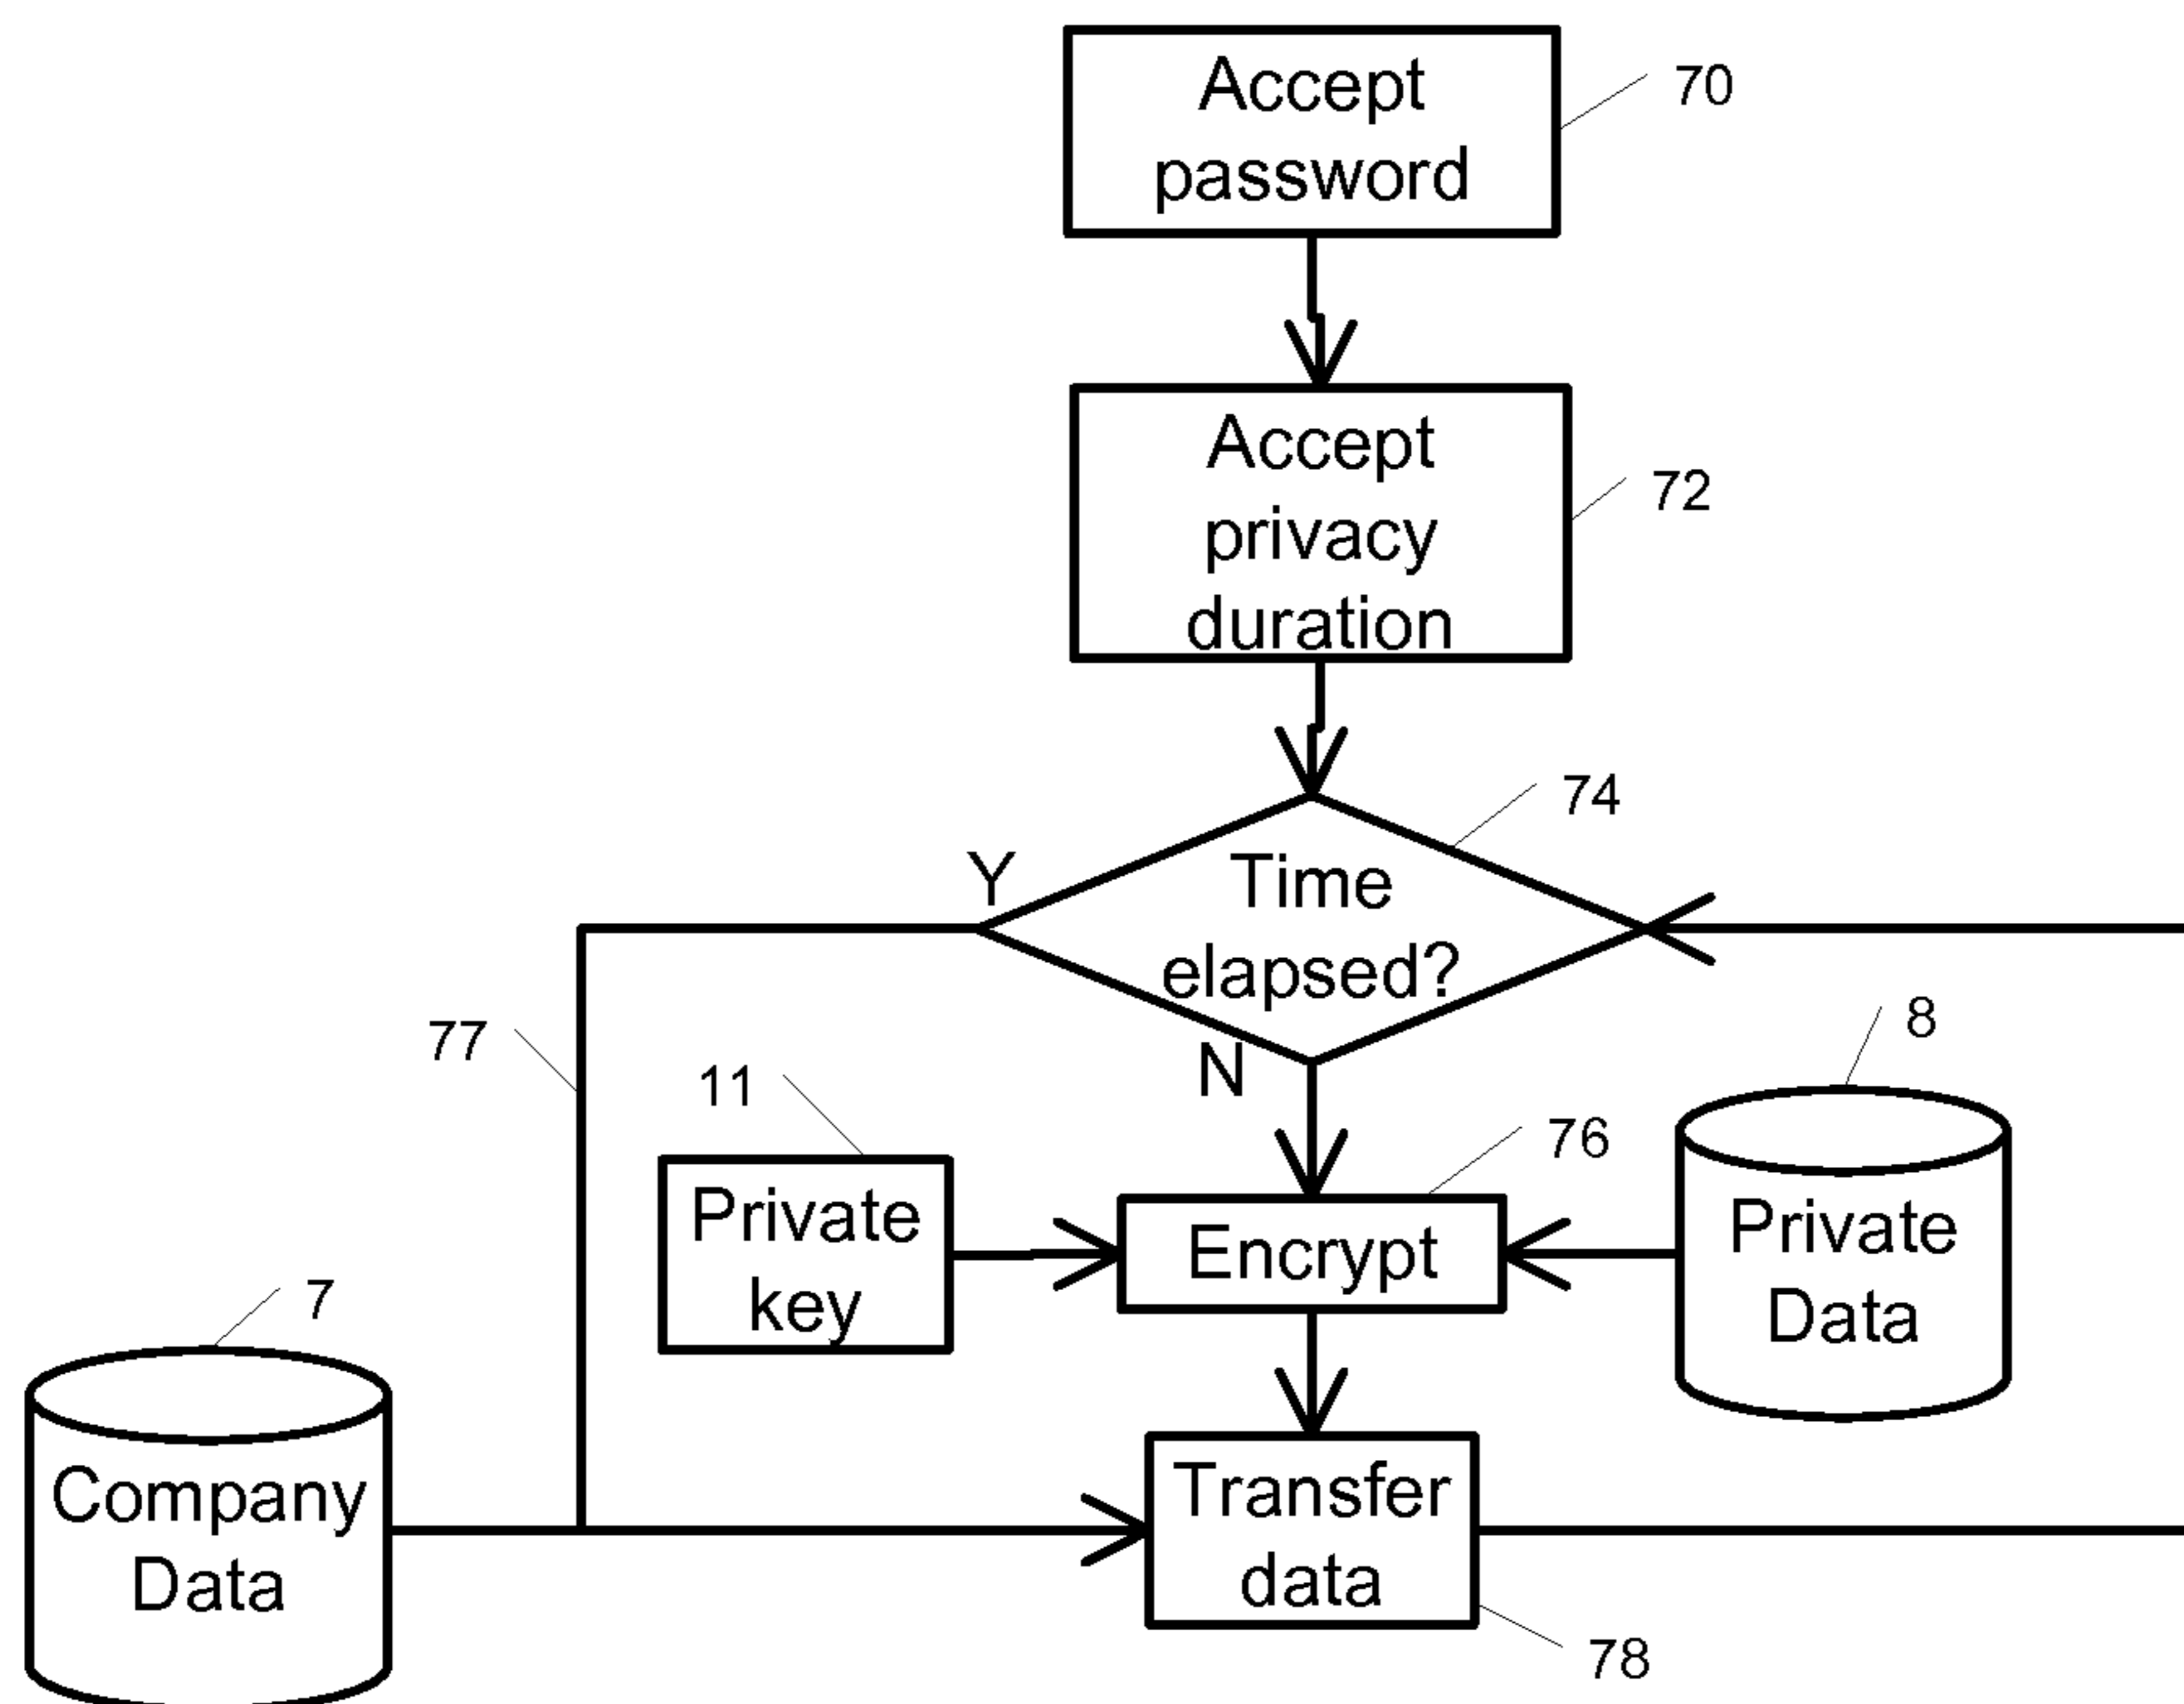 Accept
password
70
Accept
privacy
duration
72
74
Y
Time
elapsed?
77
N
8
11
76
Private
key
Encrypt
Private
Data
7
Company
Data
Transfer
data
78